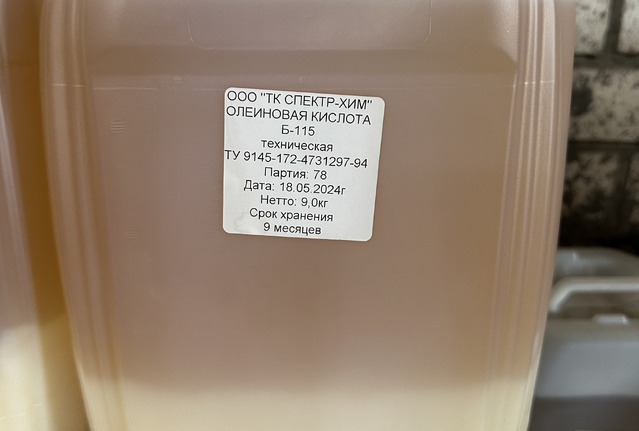 ООО "ТК СПЕКТР-ХИМ"
ОЛЕИНОВАЯ КИСЛОТА
Б-115
техническая
ТУ 9145-172-4731297-94
Партия: 78
Дата: 18.05.2024г
Нетто: 9,0кг
Срок хранения
9 месяцев